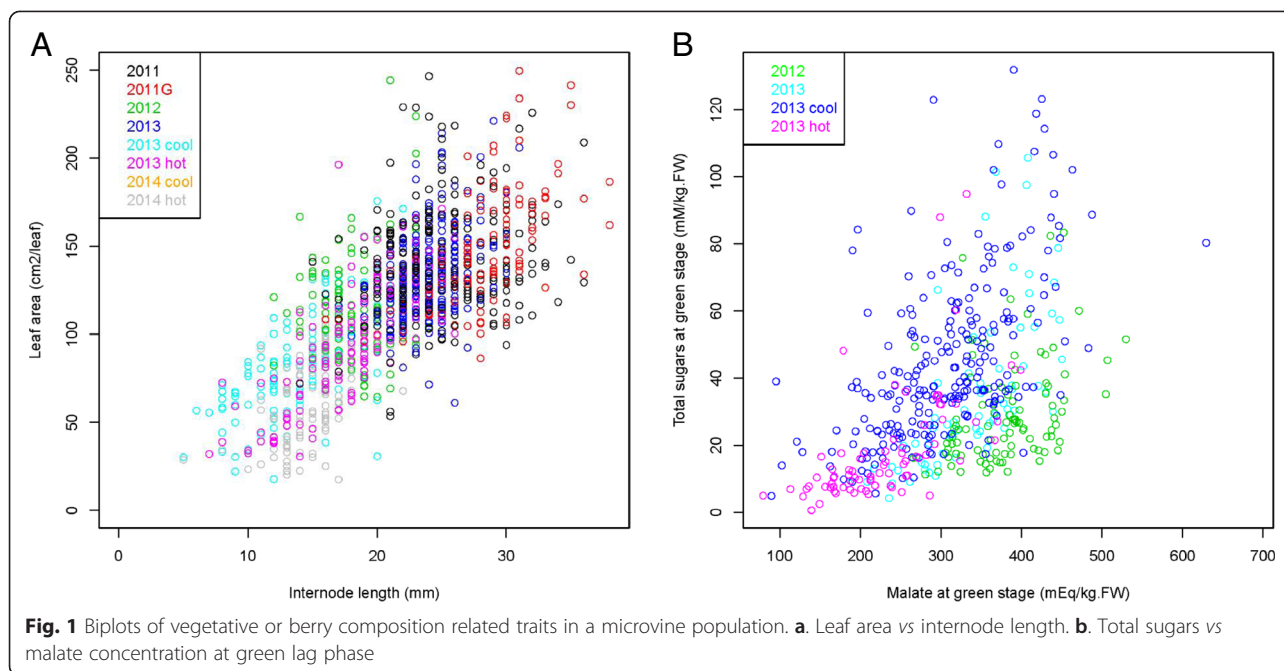 A
2011
2011G
2012
2013
2013 cool
2013 hot
2014 cool
2014 hot
250
200
150
100
50
0
Leaf area (cm2/leaf)
0 10 20 30
Internode length (mm)
B
2012
2013
2013 cool
2013 hot
120
100
80
60
40
20
0
Total sugars at green stage (mM/kg.FW)
100 200 300 400 500 600 700
Malate at green stage (mEq/kg.FW)
Fig. 1 Biplots of vegetative or berry composition related traits in a microvine population. a. Leaf area vs internode length. b. Total sugars vs
malate concentration at green lag phase